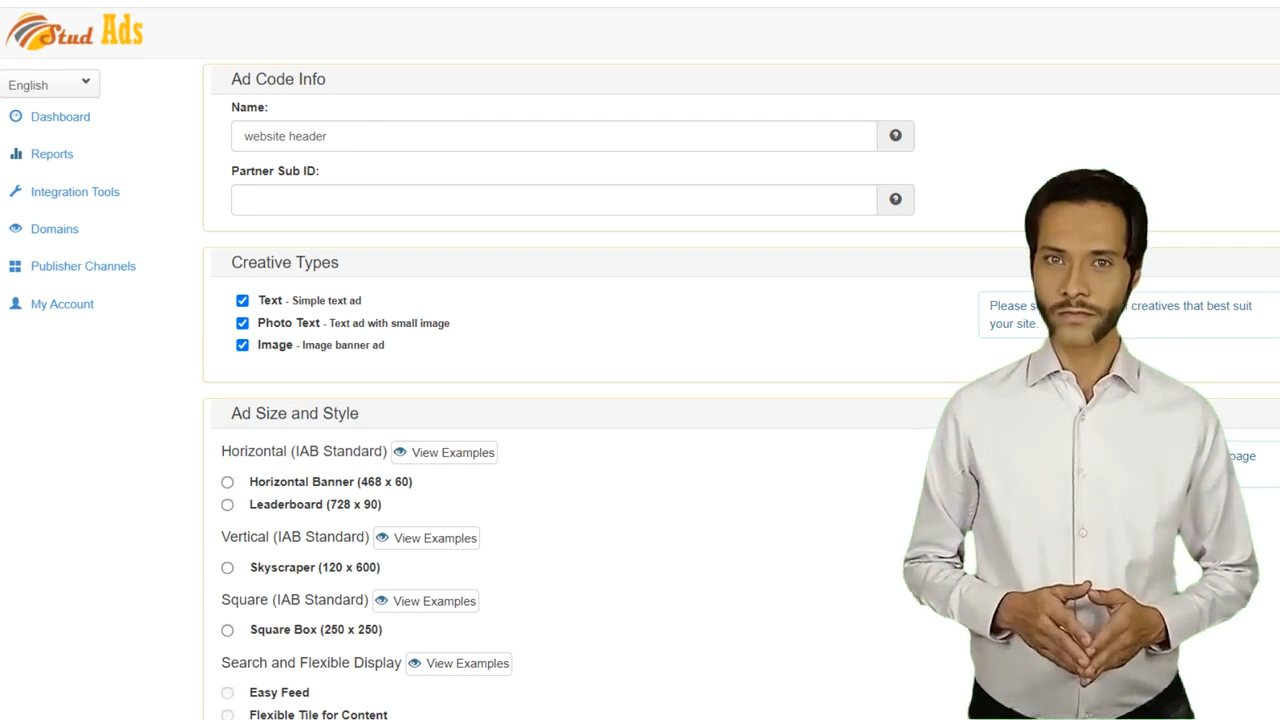 Stud Ads
English
Dashboard
Reports
Integration Tools
Domains
Publisher Channels
My Account
Ad Code Info
Name:
website header
Partner Sub ID:
Creative Types
Text - Simple text ad
Photo Text - Text ad with small image
Image - Image banner ad
Please
creatives that best suit
your site.
Ad Size and Style
Horizontal (IAB Standard) View Examples
page
Horizontal Banner (468 x 60)
Leaderboard (728 x 90)
Vertical (IAB Standard) View Examples
Skyscraper (120 x 600)
Square (IAB Standard) View Examples
Square Box (250 x 250)
Search and Flexible Display View Examples
Easy Feed
Flexible Tile for Content